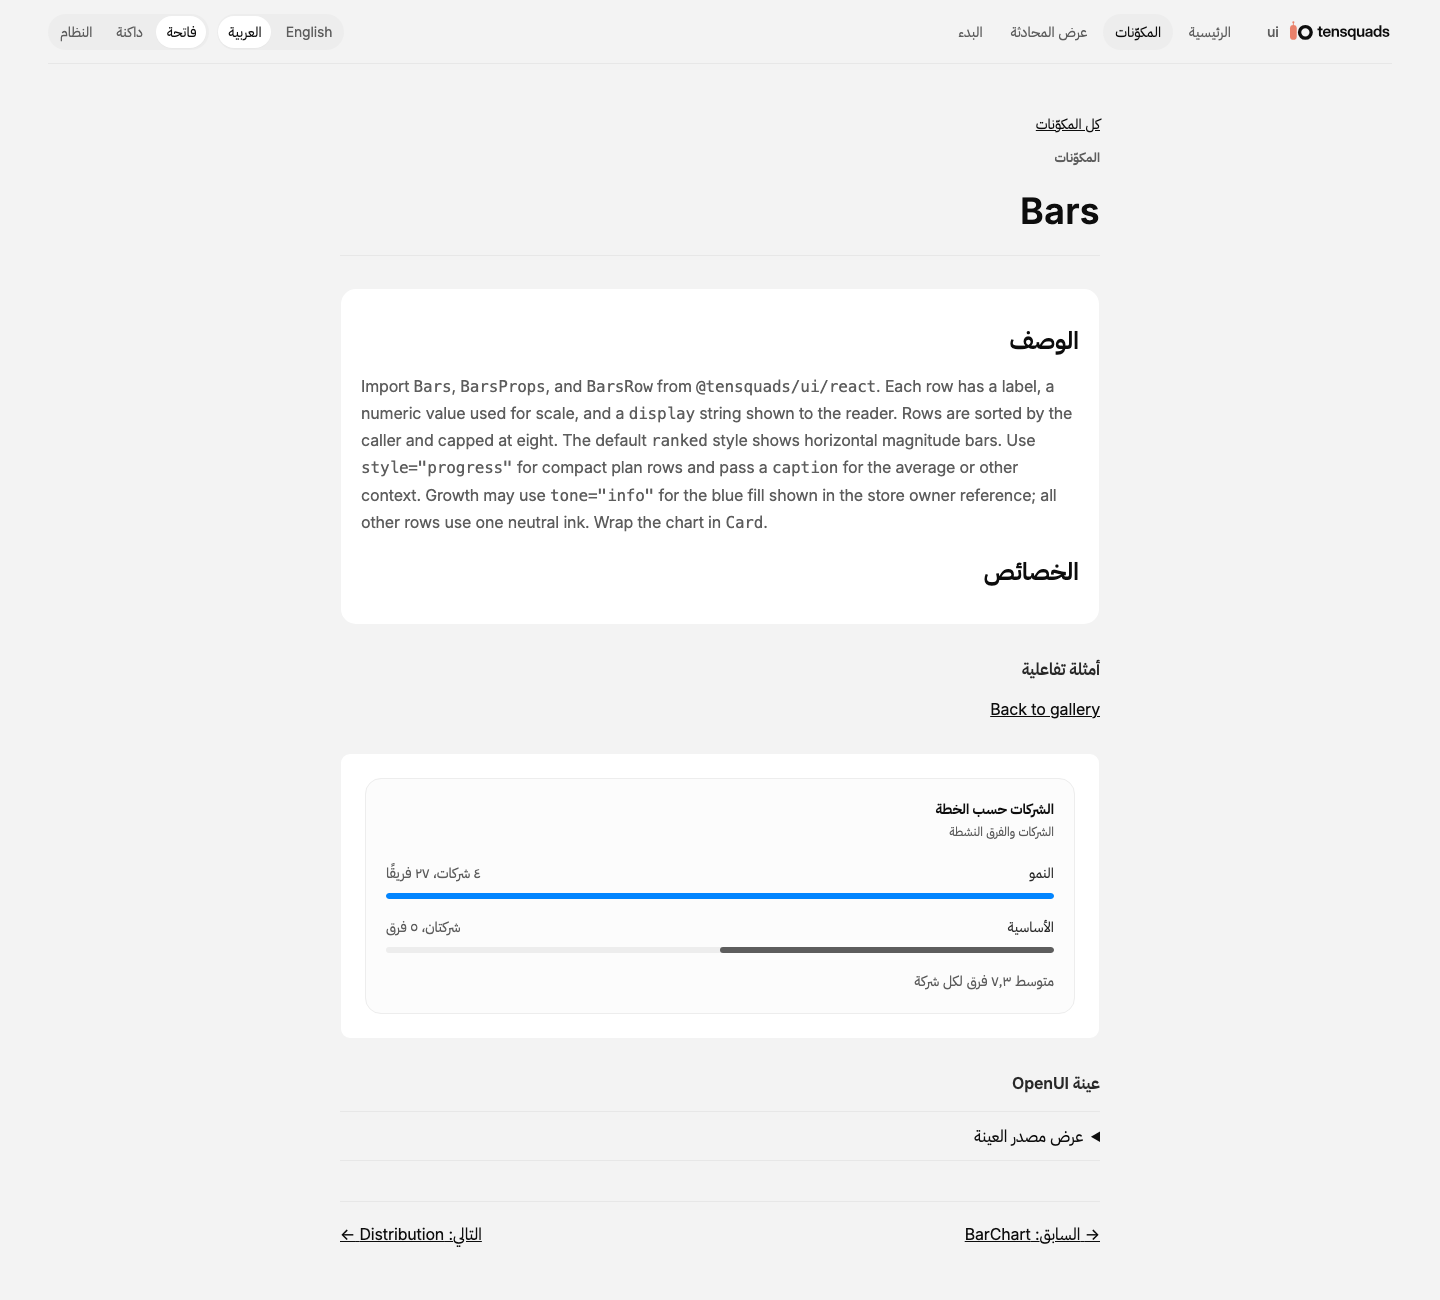 tensquads ui
الرئيسية
المكوّنات
عرض المحادثة
البدء
English
العربية
فاتحة
داكنة
النظام
كل المكوّنات
المكوّنات
Bars
الوصف
Import Bars, BarsProps, and BarsRow from @tensquads/ui/react. Each row has a label, a
numeric value used for scale, and a display string shown to the reader. Rows are sorted by the
caller and capped at eight. The default ranked style shows horizontal magnitude bars. Use
style="progress" for compact plan rows and pass a caption for the average or other
context. Growth may use tone="info" for the blue fill shown in the store owner reference; all
other rows use one neutral ink. Wrap the chart in Card.
الخصائص
أمثلة تفاعلية
Back to gallery
الشركات حسب الخطة
الشركات والفرق النشطة
النمو
٤ شركات، ٢٧ فريقًا
الأساسية
شركتان، ٥ فرق
متوسط ٧٫٣ فرق لكل شركة
عينة OpenUI
عرض مصدر العينة
→ السابق: BarChart
التالي: Distribution ←